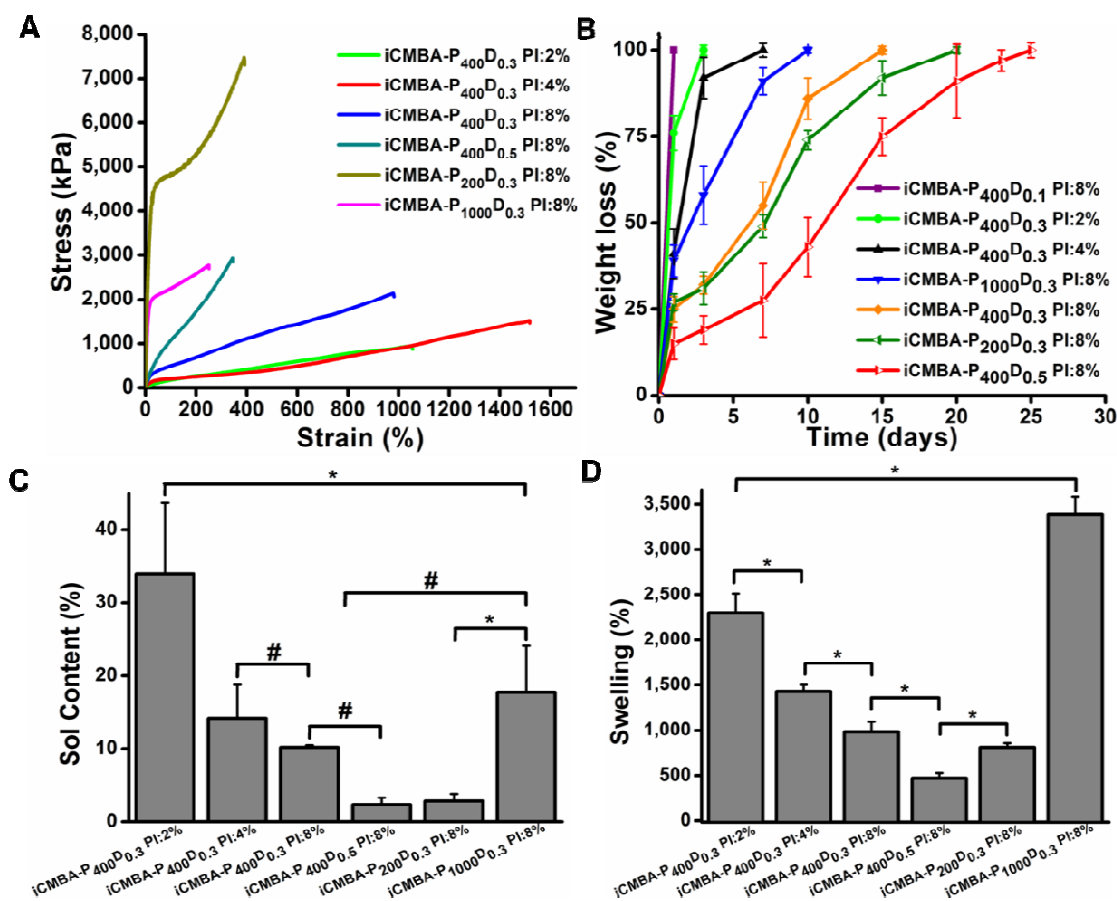 A
8,000
7,000
6,000
5,000
4,000
3,000
2,000
1,000
0
Stress (kPa)
0 200 400 600 800 1000 1200 1400 1600
Strain (%)
iCMBA-P400D0.3 PI:2%
iCMBA-P400D0.3 PI:4%
iCMBA-P400D0.3 PI:8%
iCMBA-P400D0.5 PI:8%
iCMBA-P200D0.3 PI:8%
iCMBA-P1000D0.3 PI:8%
B
100
75
50
25
0
Weight loss (%)
0 5 10 15 20 25 30
Time (days)
iCMBA-P400D0.1 PI:8%
iCMBA-P400D0.3 PI:2%
iCMBA-P400D0.3 PI:4%
iCMBA-P1000D0.3 PI:8%
iCMBA-P400D0.3 PI:8%
iCMBA-P200D0.3 PI:8%
iCMBA-P400D0.5 PI:8%
C
40
30
20
10
0
Sol Content (%)
*
#
*
#
#
iCMBA-P400D0.3 PI:2%
iCMBA-P400D0.3 PI:4%
iCMBA-P400D0.3 PI:8%
iCMBA-P400D0.5 PI:8%
iCMBA-P200D0.3 PI:8%
iCMBA-P1000D0.3 PI:8%
D
3,500
3,000
2,500
2,000
1,500
1,000
500
0
Swelling (%)
*
*
*
*
*
iCMBA-P400D0.3 PI:2%
iCMBA-P400D0.3 PI:4%
iCMBA-P400D0.3 PI:8%
iCMBA-P400D0.5 PI:8%
iCMBA-P200D0.3 PI:8%
iCMBA-P1000D0.3 PI:8%